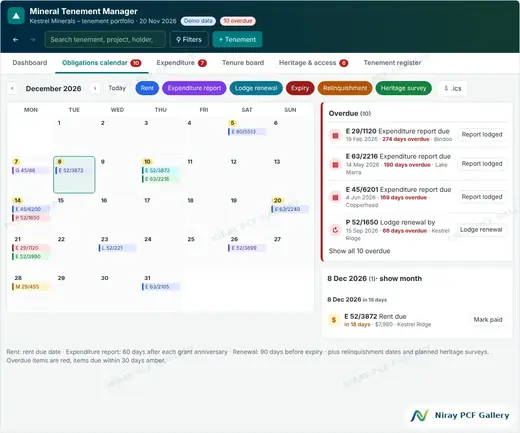 Mineral Tenement Manager
Kestrel Minerals – tenement portfolio · 20 Nov 2026 Demo data 10 overdue
Search tenement, project, holder, Filters + Tenement
Dashboard Obligations calendar 10 Expenditure 7 Tenure board Heritage & access 6 Tenement register
December 2026 Today Rent Expenditure report Lodge renewal Expiry Relinquishment Heritage survey .ics
MON TUE WED THU FRI SAT SUN
1 2 3 4 5 6
E 80/5513
7 8 9 10 11 12 13
G 45/88 E 52/3872 E 52/3872
E 63/2216
14 15 16 17 18 19 20
E 45/6200 E 63/2240
P 52/1650
21 22 23 24 25 26 27
E 29/1120 L 52/221 E 52/3699
E 52/3990
28 29 30 31
M 29/455 E 63/2105
Overdue (10)
E 29/1120 Expenditure report due
19 Feb 2026 · 274 days overdue · Bindoo
Report lodged
E 63/2216 Expenditure report due
14 May 2026 · 190 days overdue · Lake
Marra
Report lodged
E 45/6201 Expenditure report due
4 Jun 2026 · 169 days overdue ·
Copperhead
Report lodged
P 52/1650 Lodge renewal by
15 Sep 2026 · 66 days overdue · Kestrel
Ridge
Lodge renewal
Show all 10 overdue
8 Dec 2026 (1) · show month
8 Dec 2026 in 18 days
E 52/3872 Rent due
in 18 days · $7,980 · Kestrel Ridge
Mark paid
Rent: rent due date · Expenditure report: 60 days after each grant anniversary · Renewal: 90 days before expiry · plus relinquishment dates and planned heritage surveys.
Overdue items are red, items due within 30 days amber.
Niray PCF Gallery